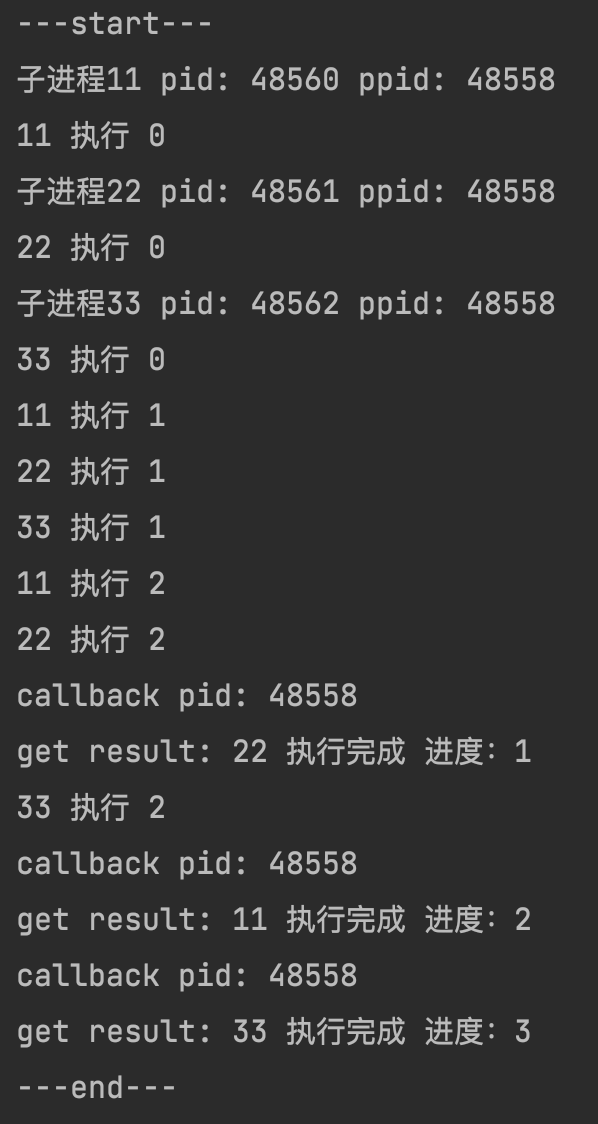 ---start---
子进程11 pid: 48560 ppid: 48558
11 执行 0
子进程22 pid: 48561 ppid: 48558
22 执行 0
子进程33 pid: 48562 ppid: 48558
33 执行 0
11 执行 1
22 执行 1
33 执行 1
11 执行 2
22 执行 2
callback pid: 48558
get result: 22 执行完成 进度：1
33 执行 2
callback pid: 48558
get result: 11 执行完成 进度：2
callback pid: 48558
get result: 33 执行完成 进度：3
---end---